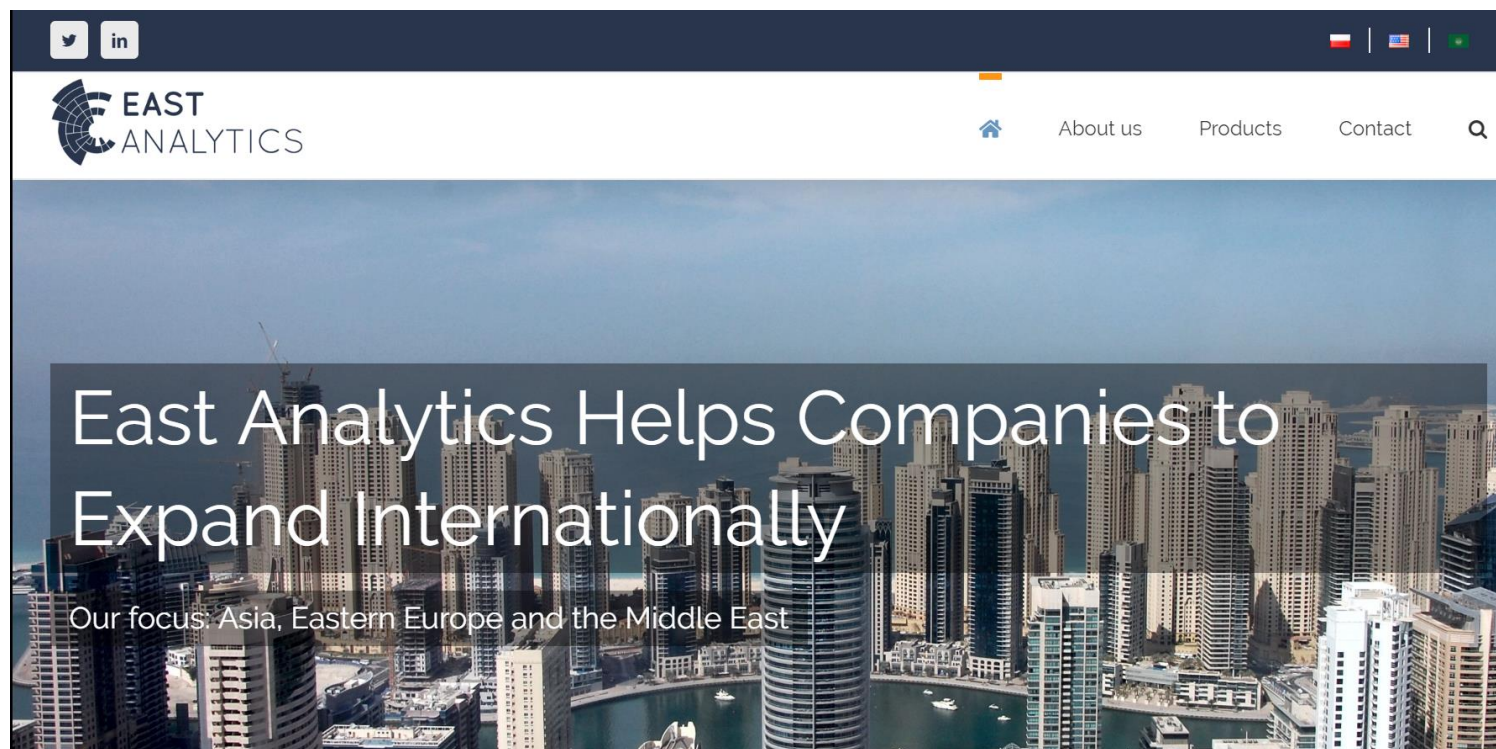 in
EAST
ANALYTICS
About us
Products
Contact
East Analytics Helps Companies to
Expand Internationally
Our focus: Asia, Eastern Europe and the Middle East